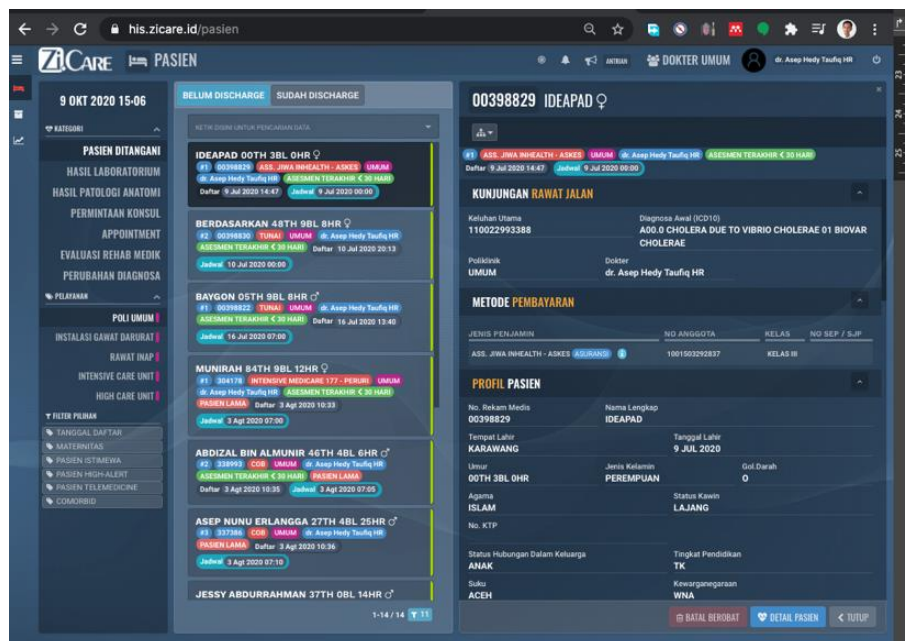 his.zicare.id/pasien
Zi.CARE PASIEN
ANTRIAN
DOKTER UMUM
dr. Asep Hedy Taufiq HR
9 OKT 2020 15-06
KATEGORI
PASIEN DITANGANI
HASIL LABORATORIUM
HASIL PATOLOGI ANATOMI
PERMINTAAN KONSUL
APPOINTMENT
EVALUASI REHAB MEDIK
PERUBAHAN DIAGNOSA
PELAYANAN
POLI UMUM
INSTALASI GAWAT DARURAT
RAWAT INAP
INTENSIVE CARE UNIT
HIGH CARE UNIT
FILTER PILIHAN
TANGGAL DAFTAR
MATERNITAS
PASIEN ISTIMEWA
PASIEN HIGH-ALERT
PASIEN TELEMEDICINE
COMORBID
BELUM DISCHARGE SUDAH DISCHARGE
KETIK DISINI UNTUK PENCARIAN DATA
IDEAPAD 00TH 3BL 0HR ♀
#1 00398829 ASS. JIWA INHEALTH - ASKES UMUM
dr. Asep Hedy Taufiq HR ASESMEN TERAKHIR < 30 HARI
Daftar 9 Jul 2020 14:47 Jadwal 9 Jul 2020 00:00
BERDASARKAN 48TH 9BL 8HR ♀
#2 00398830 TUNAI UMUM dr. Asep Hedy Taufiq HR
ASESMEN TERAKHIR < 30 HARI Daftar 10 Jul 2020 20:13
Jadwal 10 Jul 2020 00:00
BAYGON 05TH 9BL 8HR ♂
#1 00398822 TUNAI UMUM dr. Asep Hedy Taufiq HR
ASESMEN TERAKHIR < 30 HARI Daftar 16 Jul 2020 13:40
Jadwal 16 Jul 2020 07:00
MUNIRAH 84TH 9BL 12HR ♀
#1 304178 INTENSIVE MEDICARE 177 - PERURI UMUM
dr. Asep Hedy Taufiq HR ASESMEN TERAKHIR < 30 HARI
PASIEN LAMA Daftar 3 Agt 2020 10:33
Jadwal 3 Agt 2020 07:00
ABDIZAL BIN ALMUNIR 46TH 4BL 6HR ♂
#2 338993 COB UMUM dr. Asep Hedy Taufiq HR
ASESMEN TERAKHIR < 30 HARI PASIEN LAMA
Daftar 3 Agt 2020 10:35 Jadwal 3 Agt 2020 07:05
ASEP NUNU ERLANGGA 27TH 4BL 25HR ♂
#3 337386 COB UMUM dr. Asep Hedy Taufiq HR
PASIEN LAMA Daftar 3 Agt 2020 10:36
Jadwal 3 Agt 2020 07:10
JESSY ABDURRAHMAN 37TH 0BL 14HR ♂
1-14 / 14
00398829 IDEAPAD ♀
#1 ASS. JIWA INHEALTH - ASKES UMUM dr. Asep Hedy Taufiq HR ASESMEN TERAKHIR < 30 HARI
Daftar 9 Jul 2020 14:47 Jadwal 9 Jul 2020 00:00
KUNJUNGAN RAWAT JALAN
Keluhan Utama Diagnosa Awal (ICD10)
110022993388 A00.0 CHOLERA DUE TO VIBRIO CHOLERAE 01 BIOVAR
CHOLERAE
Poliklinik Dokter
UMUM dr. Asep Hedy Taufiq HR
METODE PEMBAYARAN
JENIS PENJAMIN NO ANGGOTA KELAS NO SEP / SJP
ASS. JIWA INHEALTH - ASKES ASURANSI 1001503292837 KELAS III
PROFIL PASIEN
No. Rekam Medis Nama Lengkap
00398829 IDEAPAD
Tempat Lahir Tanggal Lahir
KARAWANG 9 JUL 2020
Umur Jenis Kelamin Gol.Darah
00TH 3BL 0HR PEREMPUAN O
Agama Status Kawin
ISLAM LAJANG
No. KTP
Status Hubungan Dalam Keluarga Tingkat Pendidikan
ANAK TK
Suku Kewarganegaraan
ACEH WNA
BATAL BEROBAT DETAIL PASIEN TUTUP
23
24
25